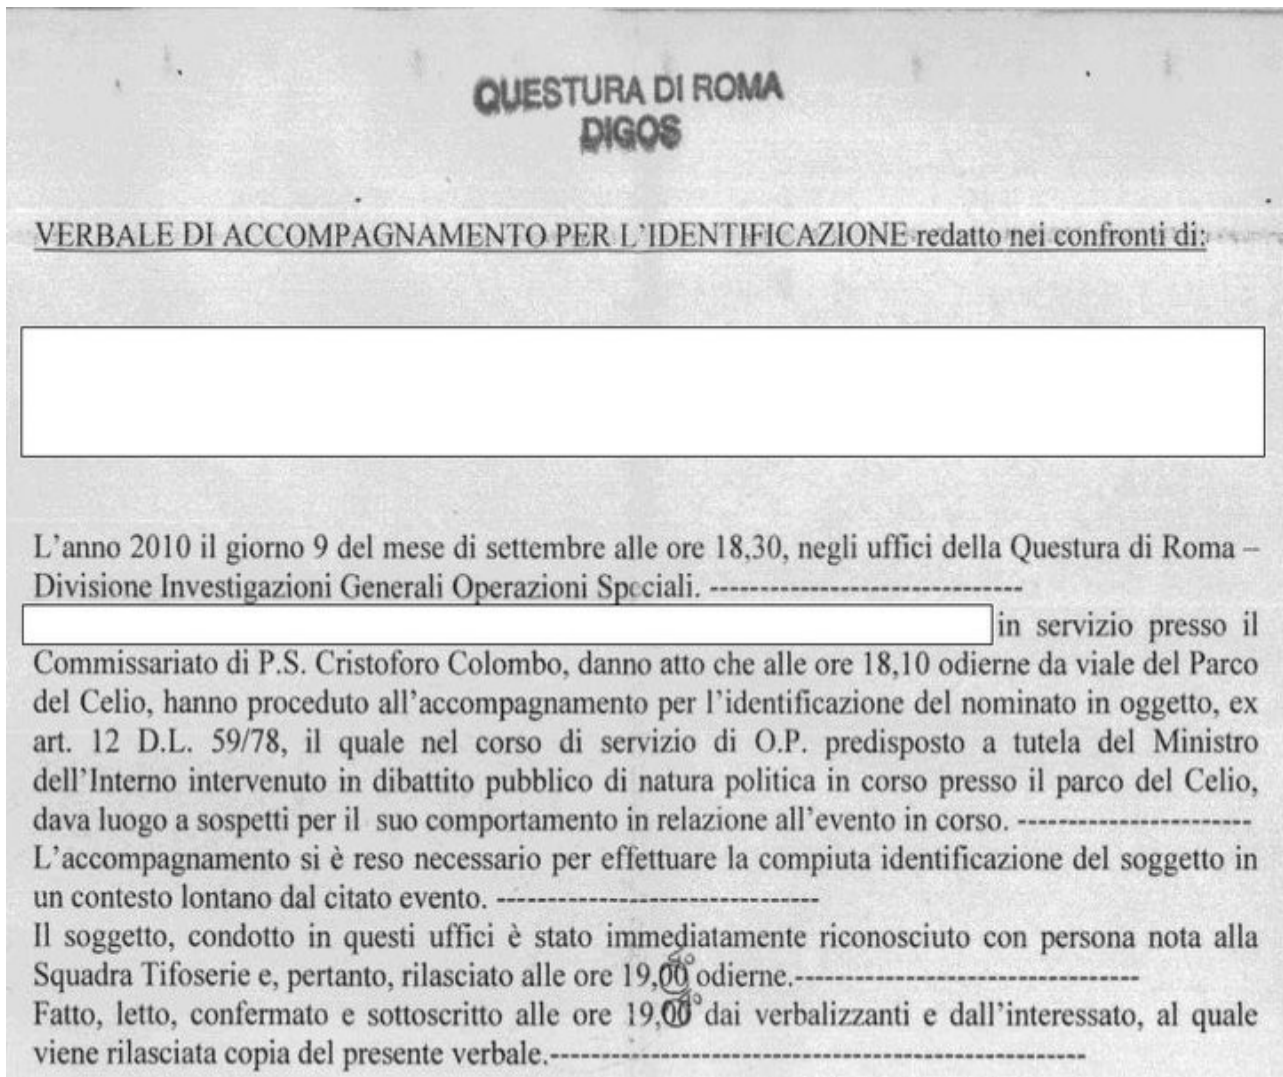 QUESTURA DI ROMA
DIGOS
VERBALE DI ACCOMPAGNAMENTO PER L'IDENTIFICAZIONE redatto nei confronti di:
L'anno 2010 il giorno 9 del mese di settembre alle ore 18,30, negli uffici della Questura di Roma –
Divisione Investigazioni Generali Operazioni Speciali. -------------------------------
in servizio presso il
Commissariato di P.S. Cristoforo Colombo, danno atto che alle ore 18,10 odierne da viale del Parco
del Celio, hanno proceduto all'accompagnamento per l'identificazione del nominato in oggetto, ex
art. 12 D.L. 59/78, il quale nel corso di servizio di O.P. predisposto a tutela del Ministro
dell'Interno intervenuto in dibattito pubblico di natura politica in corso presso il parco del Celio,
dava luogo a sospetti per il suo comportamento in relazione all'evento in corso. -----------------------
L'accompagnamento si è reso necessario per effettuare la compiuta identificazione del soggetto in
un contesto lontano dal citato evento. --------------------------------
Il soggetto, condotto in questi uffici è stato immediatamente riconosciuto con persona nota alla
Squadra Tifoserie e, pertanto, rilasciato alle ore 19,00 odierne.----------------------------------
Fatto, letto, confermato e sottoscritto alle ore 19,00 dai verbalizzanti e dall'interessato, al quale
viene rilasciata copia del presente verbale.-----------------------------------------------------